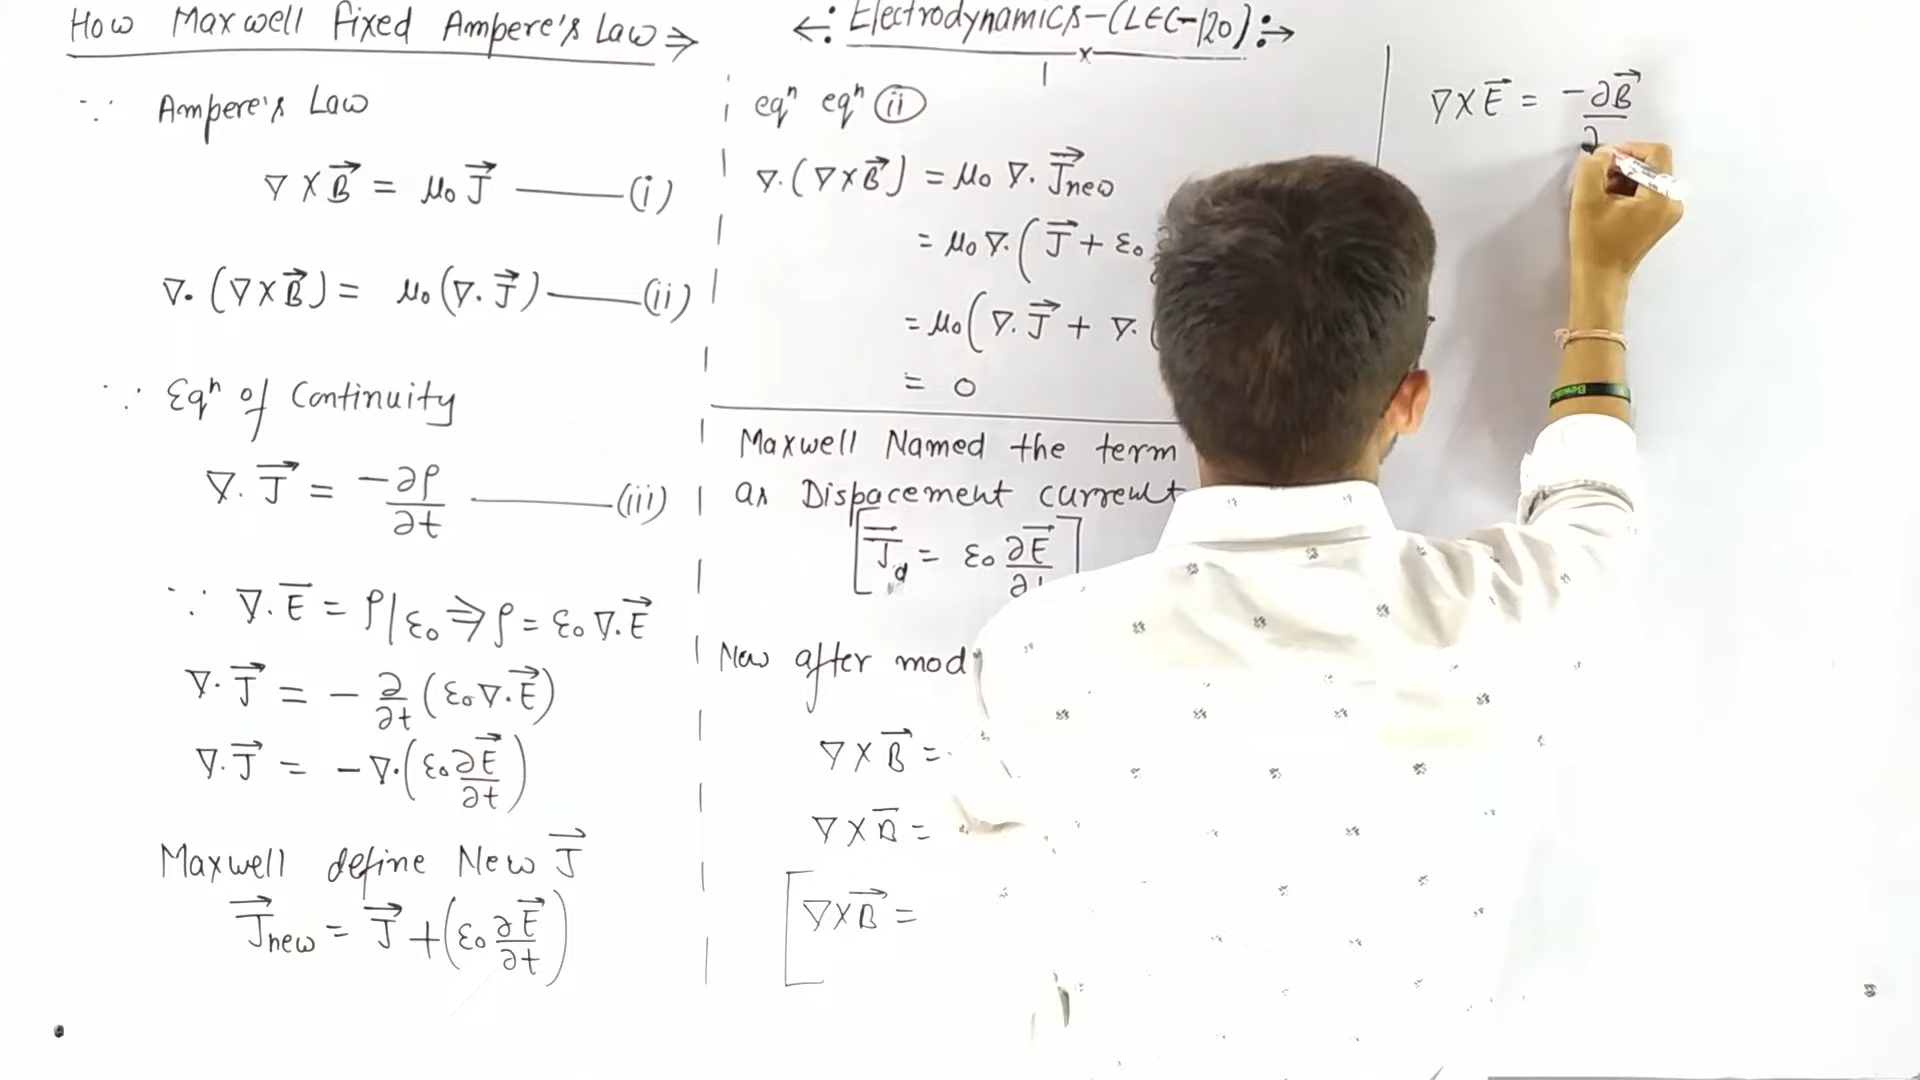 How Maxwell Fixed Ampere's Law ⇒
∵ Ampere's Law
∇ × B⃗ = μ₀ J⃗ ——— (i)
∇. (∇ × B⃗) = μ₀ (∇. J⃗) ——— (ii)
∵ Eqⁿ of Continuity
∇. J⃗ = -∂ρ/∂t ——— (iii)
∵ ∇. E⃗ = ρ/ε₀ ⇒ ρ = ε₀ ∇. E⃗
∇. J⃗ = - ∂/∂t (ε₀ ∇. E⃗)
∇. J⃗ = - ∇. (ε₀ ∂E⃗/∂t)
Maxwell define New J⃗
J⃗new = J⃗ + (ε₀ ∂E⃗/∂t)
←: Electrodynamics-(LEC-120) :→
x
eqⁿ eqⁿ (ii)
∇. (∇ × B⃗) = μ₀ ∇. J⃗new
= μ₀ ∇. (J⃗ + ε₀
= μ₀ (∇. J⃗ + ∇. (
= 0
Maxwell Named the term
as Dispacement current
[J⃗d = ε₀ ∂E⃗/∂t]
Now after mod
∇ × B⃗ =
∇ × B⃗ =
[∇ × B⃗ =
∇ × E⃗ = -∂B⃗/∂